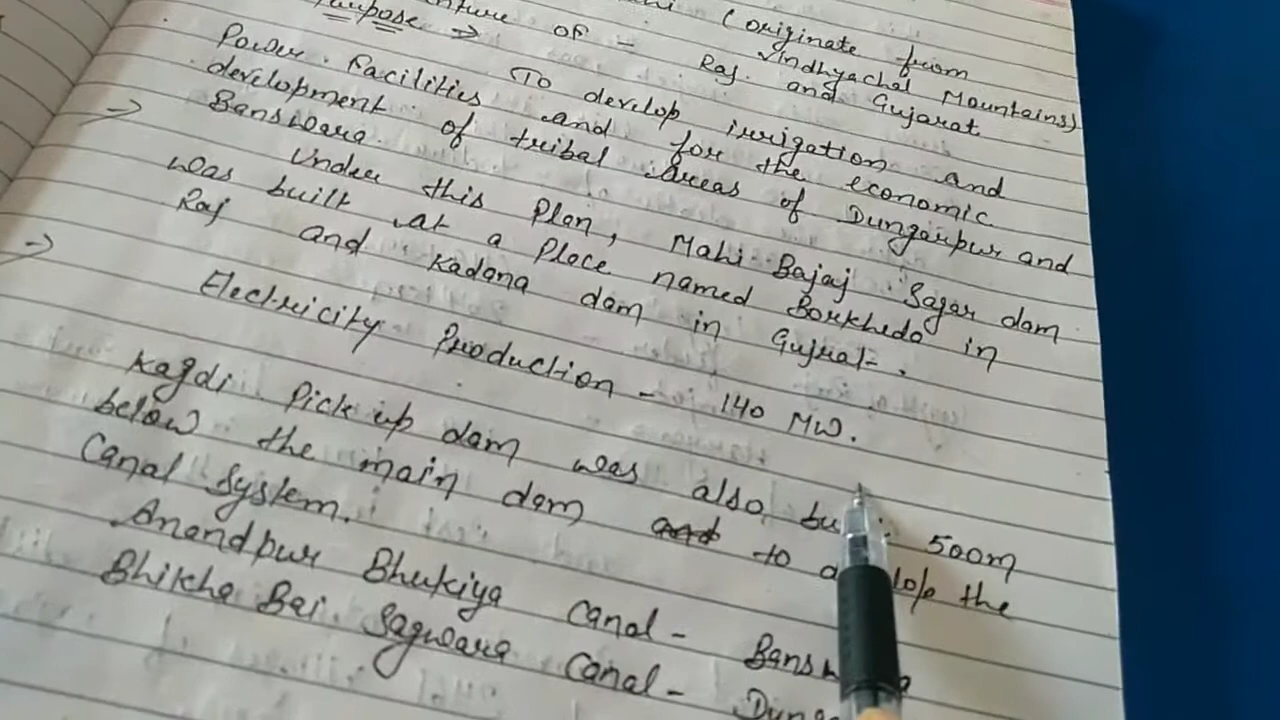 (originate from
Vindhyachal Mountains)
of - Raj. and Gujarat
Purpose → To develop irrigation and
Power Facilities and for the economic
development of tribal areas of Dungarpur and
Banswara.
→ Under this Plan, Mahi Bajaj Sagar dam
was built at a Place named Borkheda in
Raj and Kadana dam in Gujrat.
→ Electricity Production - 140 MW.
Kagdi Pick up dam was also 500m
below the main dam to the
Canal System.
Anandpur Bhukiya Canal -
Bhikha Bai Sagwara Canal -